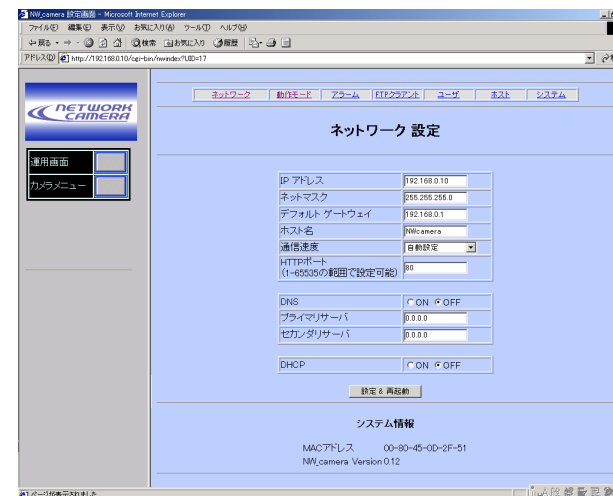 NW_camera 設定画面 - Microsoft Internet Explorer
ファイル(F) 編集(E) 表示(V) お気に入り(A) ツール(T) ヘルプ(H)
戻る 検索 お気に入り 履歴
アドレス(D) http://192.168.0.10/cgi-bin/nwindex?UID=17
NETWORK CAMERA
運用画面
カメラメニュー
ネットワーク 動作モード アラーム FTPクライアント ユーザ ホスト システム
ネットワーク 設定
IP アドレス 192.168.0.10
ネットマスク 255.255.255.0
デフォルト ゲートウェイ 192.168.0.1
ホスト名 NWcamera
通信速度 自動設定
HTTPポート
(1-65535の範囲で設定可能) 80
DNS ON OFF
プライマリサーバ 0.0.0.0
セカンダリサーバ 0.0.0.0
DHCP ON OFF
設定 & 再起動
システム情報
MACアドレス 00-80-45-0D-2F-51
NW_camera Version 0.12
ページが表示されました